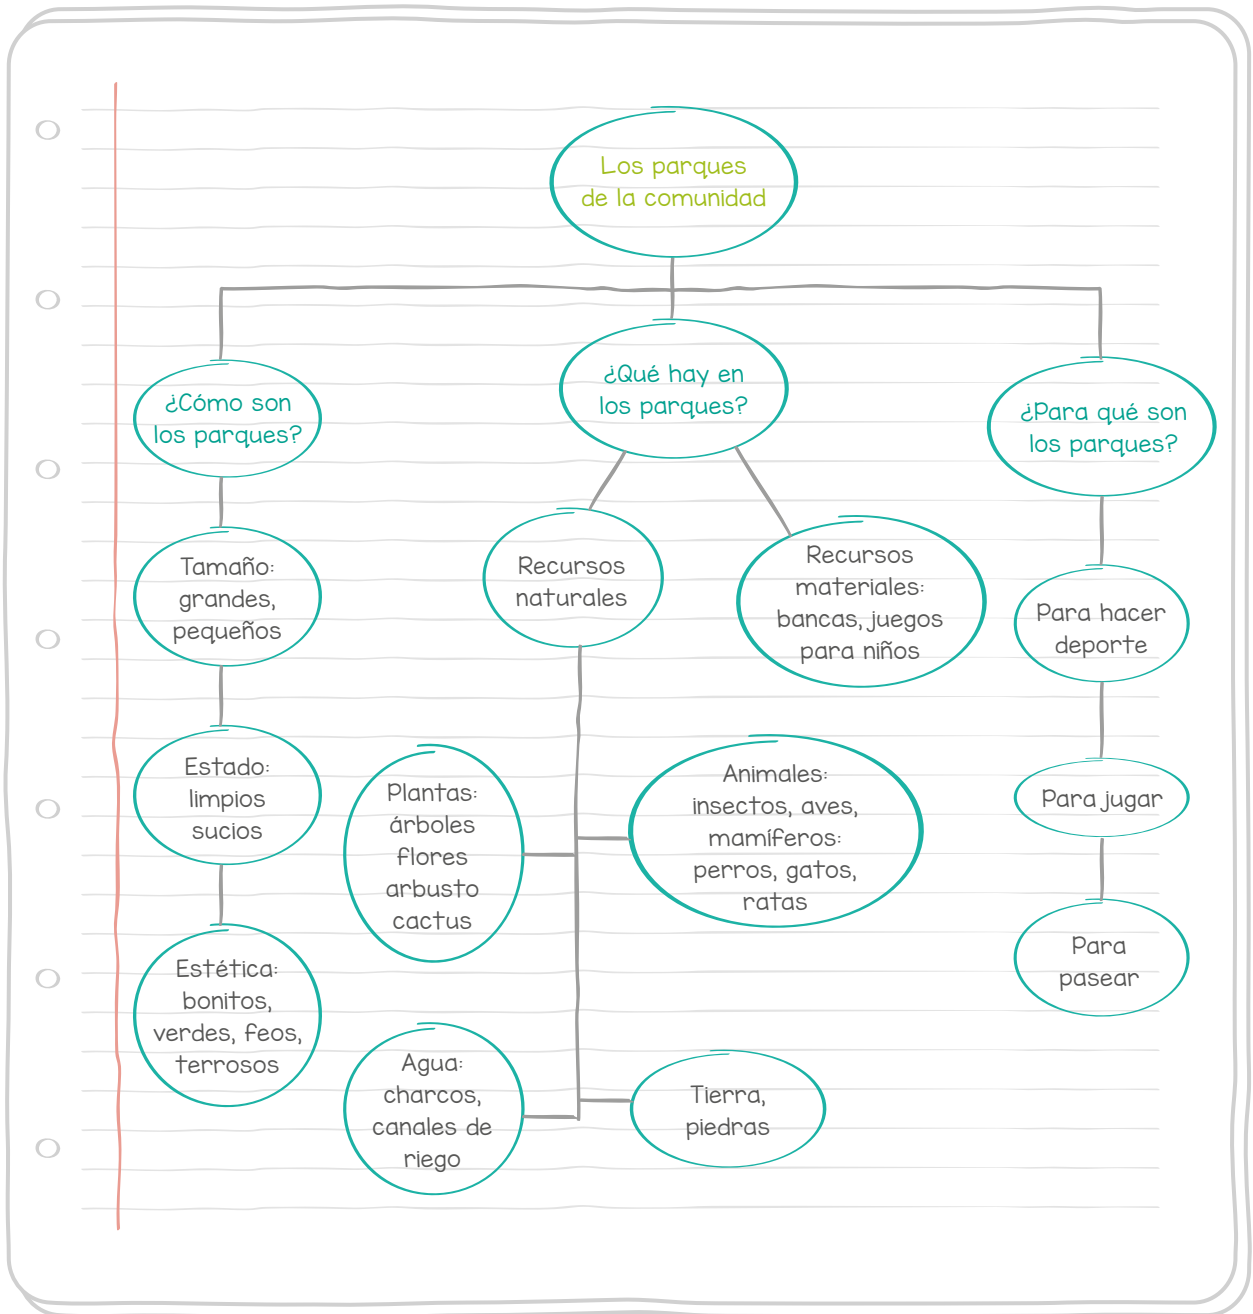 Los parques
de la comunidad
¿Cómo son
los parques?
Tamaño:
grandes,
pequeños
Estado:
limpios
sucios
Estética:
bonitos,
verdes, feos,
terrosos
¿Qué hay en
los parques?
Recursos
naturales
Plantas:
árboles
flores
arbusto
cactus
Animales:
insectos, aves,
mamíferos:
perros, gatos,
ratas
Agua:
charcos,
canales de
riego
Tierra,
piedras
Recursos
materiales:
bancas, juegos
para niños
¿Para qué son
los parques?
Para hacer
deporte
Para jugar
Para
pasear